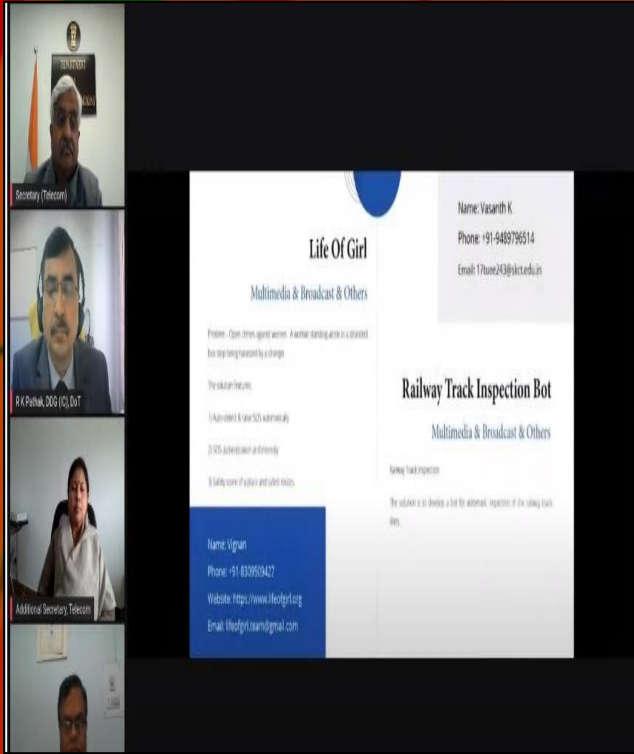 DEPARTMENT
Secretary (Telecom)
R K Pathak, DDG (IC), DoT
Additional Secretary, Telecom
Life Of Girl
Multimedia & Broadcast & Others
Problem - Open crimes against women. A woman standing alone in a stranded
bus stop being harassed by a stranger.
The solution features:
1) Auto detect & raise SOS automatically
2) SOS authentication and intensity
3) Safety score of a place and safest routes.
Name: Vignan
Phone: +91-8309509427
Website: https://www.lifeofgirl.org
Email: lifeofgirl.team@gmail.com
Name: Vasanth K
Phone: +91-9489796514
Email: 17tuee243@skct.edu.in
Railway Track Inspection Bot
Multimedia & Broadcast & Others
Railway Track Inspection
The solution is to develop a bot for automatic inspection of the railway track
lines.